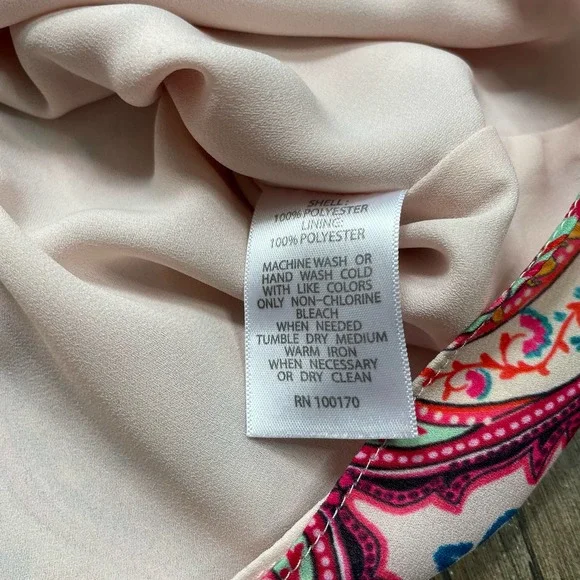 SHELL:
100% POLYESTER
LINING:
100% POLYESTER
MACHINE WASH OR
HAND WASH COLD
WITH LIKE COLORS
ONLY NON-CHLORINE
BLEACH
WHEN NEEDED
TUMBLE DRY MEDIUM
WARM IRON
WHEN NECESSARY
OR DRY CLEAN
RN 100170